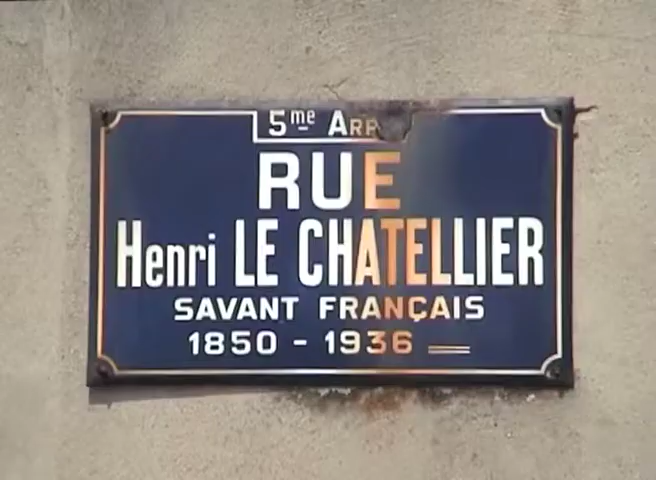 5me ARR
RUE
Henri LE CHATELLIER
SAVANT FRANÇAIS
1850 - 1936